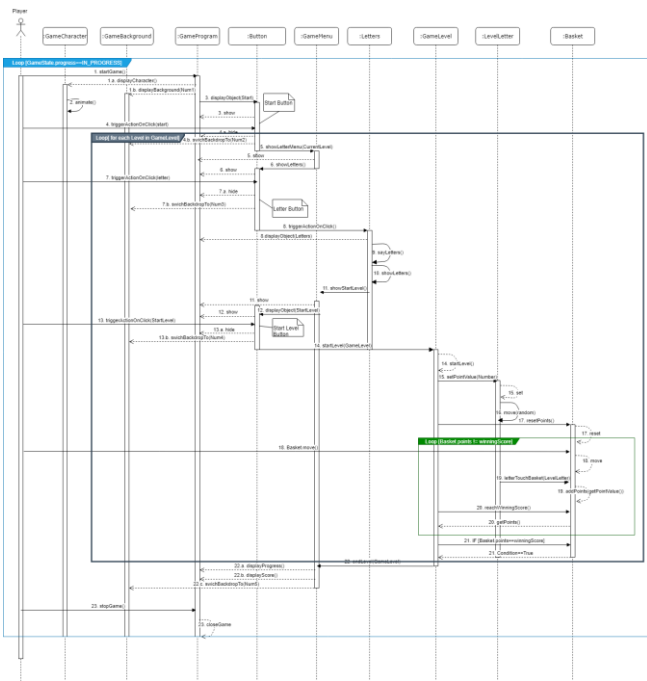 Player
:GameCharacter
:GameBackground
:GameProgram
:Button
:GameMenu
:Letters
:GameLevel
:LevelLetter
:Basket
Loop [GameState.progress==IN_PROGRESS]
1. startGame()
1.a. displayCharacter()
1.b. displayBackground(Num1)
2. animate()
3. displayObject(Start)
Start Button
3. show
4. triggerActionOnClick(start)
4.a. hide
Loop[ for each Level in GameLevel]
4.b. switchBackdropTo(Num2)
5. showLetterMenu(CurrentLevel)
5. show
6. showLetters()
6. show
7. triggerActionOnClick(letter)
7.a. hide
7.b. switchBackdropTo(Num3)
Letter Button
8. triggerActionOnClick()
8.displayObject(Letters)
9. sayLetters()
10. showLetters()
11. showStartLevel()
11. show
12. displayObject(StartLevel)
12. show
13. triggerActionOnClick(StartLevel)
13.a. hide
Start Level
Button
13.b. switchBackdropTo(Num4)
14. startLevel(GameLevel)
14. startLevel()
15. setPointValue(Number)
15. set
16. move(random)
17. resetPoints()
17. reset
Loop [Basket.points != winningScore]
18. Basket.move()
18. move
19. letterTouchBasket(LevelLetter)
19. addPoints(getPointValue())
20. reachWinningScore()
20. getPoints()
21. IF [Basket.points==winningScore]
21. Condition==True
22. endLevel(GameLevel)
22.a. displayProgress()
22.b. displayScore()
22.c. switchBackdropTo(Num5)
23. stopGame()
23. closeGame